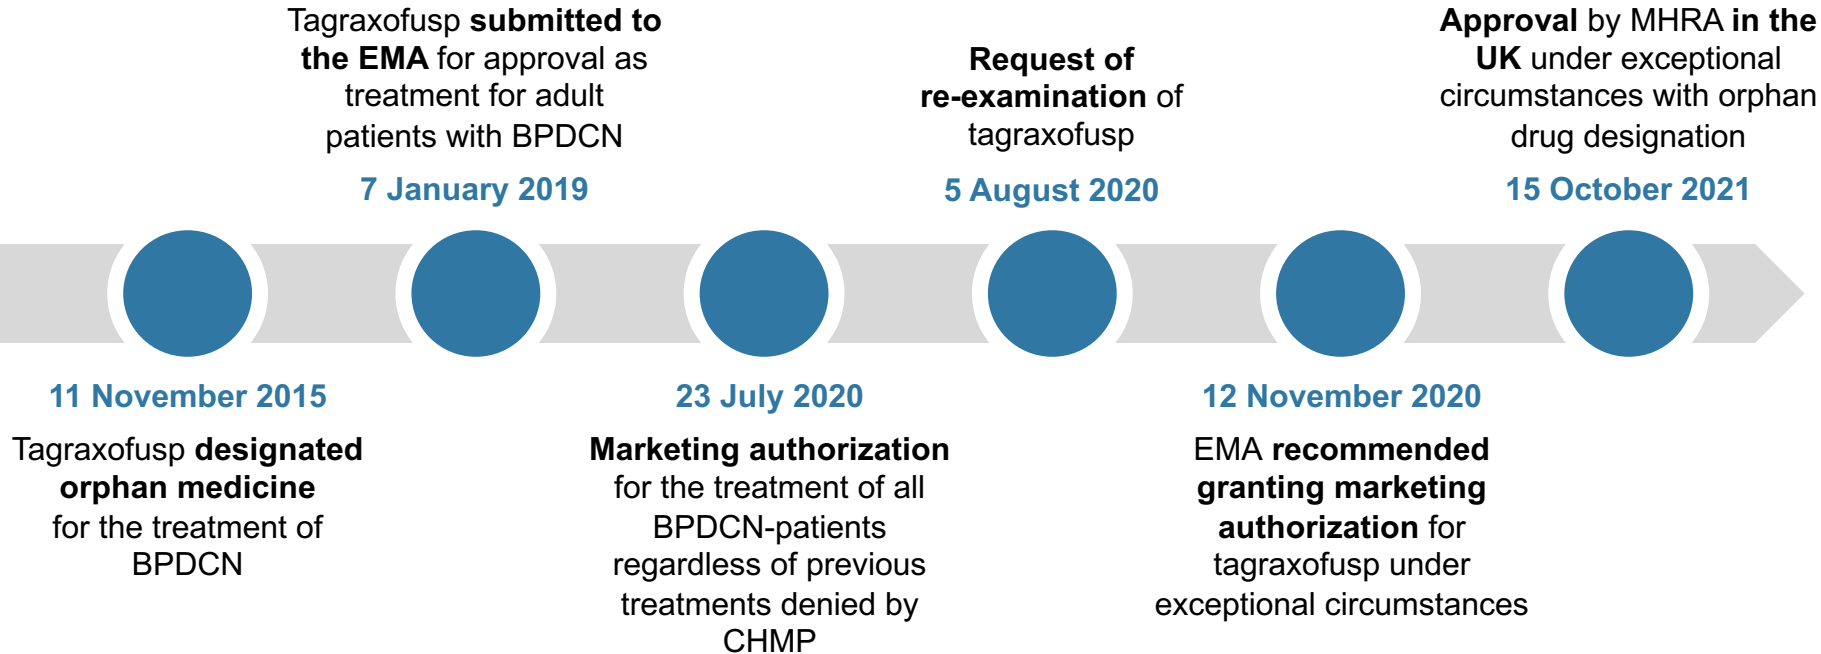 Tagraxofusp submitted to
the EMA for approval as
treatment for adult
patients with BPDCN
7 January 2019
Request of
re-examination of
tagraxofusp
5 August 2020
Approval by MHRA in the
UK under exceptional
circumstances with orphan
drug designation
15 October 2021
11 November 2015
Tagraxofusp designated
orphan medicine
for the treatment of
BPDCN
23 July 2020
Marketing authorization
for the treatment of all
BPDCN-patients
regardless of previous
treatments denied by
CHMP
12 November 2020
EMA recommended
granting marketing
authorization for
tagraxofusp under
exceptional circumstances